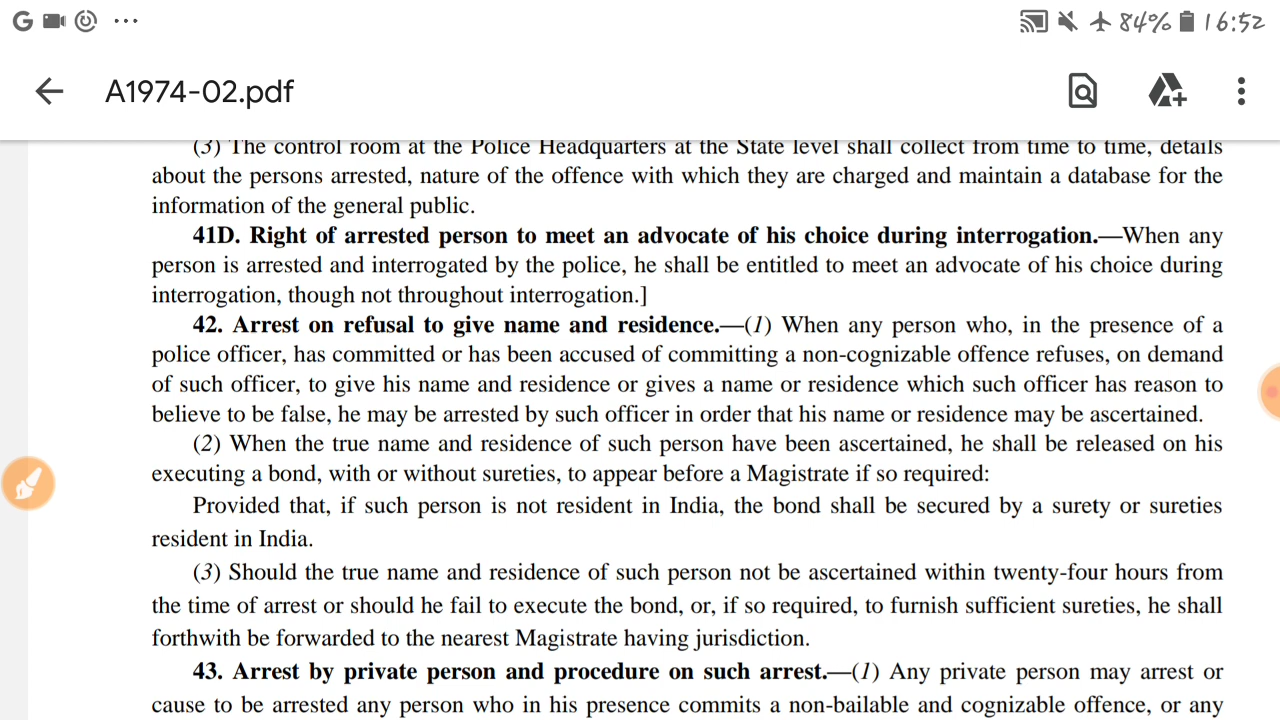 G ... 84% 16:52
A1974-02.pdf
(3) The control room at the Police Headquarters at the State level shall collect from time to time, details
about the persons arrested, nature of the offence with which they are charged and maintain a database for the
information of the general public.
41D. Right of arrested person to meet an advocate of his choice during interrogation.—When any
person is arrested and interrogated by the police, he shall be entitled to meet an advocate of his choice during
interrogation, though not throughout interrogation.]
42. Arrest on refusal to give name and residence.—(1) When any person who, in the presence of a
police officer, has committed or has been accused of committing a non-cognizable offence refuses, on demand
of such officer, to give his name and residence or gives a name or residence which such officer has reason to
believe to be false, he may be arrested by such officer in order that his name or residence may be ascertained.
(2) When the true name and residence of such person have been ascertained, he shall be released on his
executing a bond, with or without sureties, to appear before a Magistrate if so required:
Provided that, if such person is not resident in India, the bond shall be secured by a surety or sureties
resident in India.
(3) Should the true name and residence of such person not be ascertained within twenty-four hours from
the time of arrest or should he fail to execute the bond, or, if so required, to furnish sufficient sureties, he shall
forthwith be forwarded to the nearest Magistrate having jurisdiction.
43. Arrest by private person and procedure on such arrest.—(1) Any private person may arrest or
cause to be arrested any person who in his presence commits a non-bailable and cognizable offence, or any